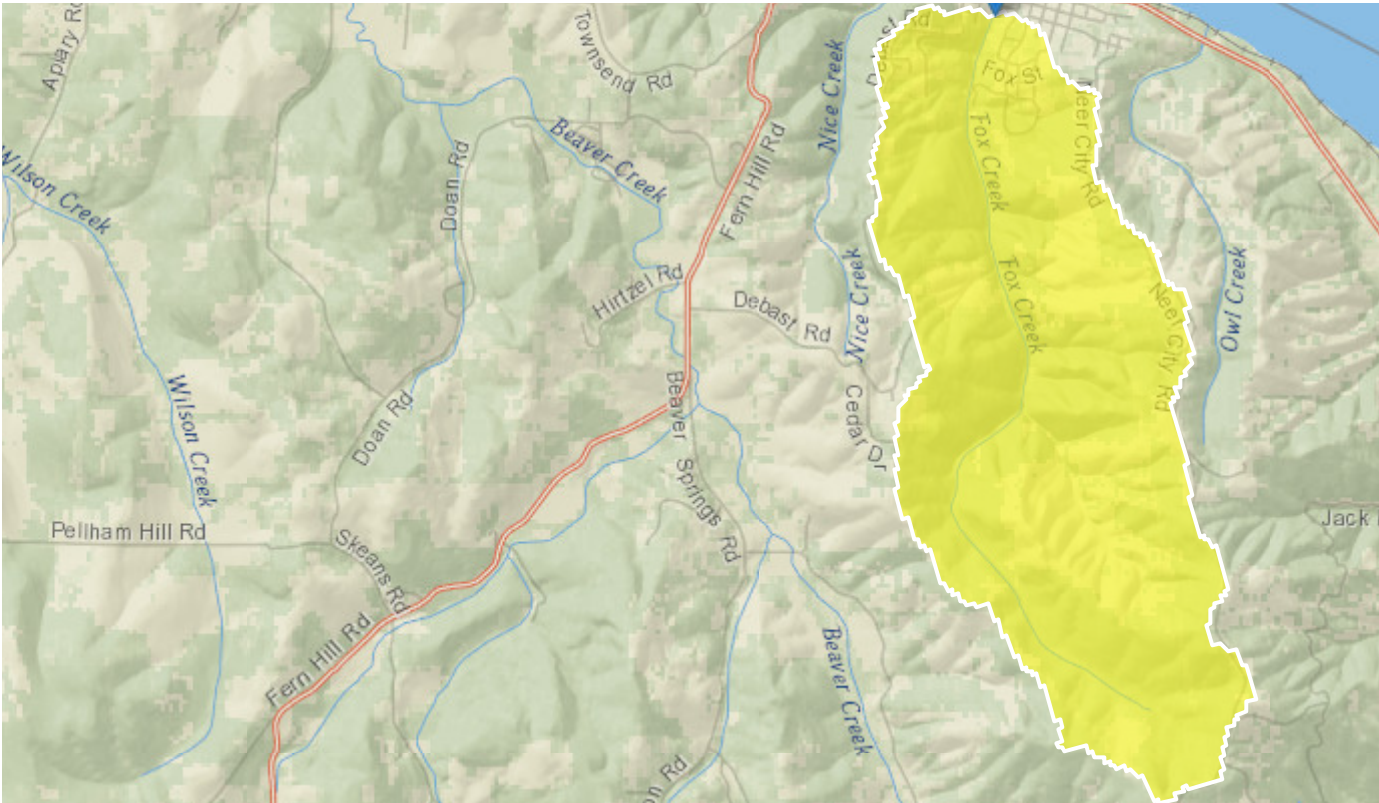 Apiary Rd
Townsend Rd
Nice Creek
Fox St
Neer City Rd
Fox Creek
Beaver Creek
Wilson Creek
Doan Rd
Fern Hill Rd
Hirtzel Rd
Debast Rd
Nice Creek
Fox Creek
Owl Creek
Neer City Rd
Wilson Creek
Doan Rd
Beaver Springs Rd
Cedar Dr
Pellham Hill Rd
Skeans Rd
Jack
Fern Hill Rd
Beaver Creek
on Rd